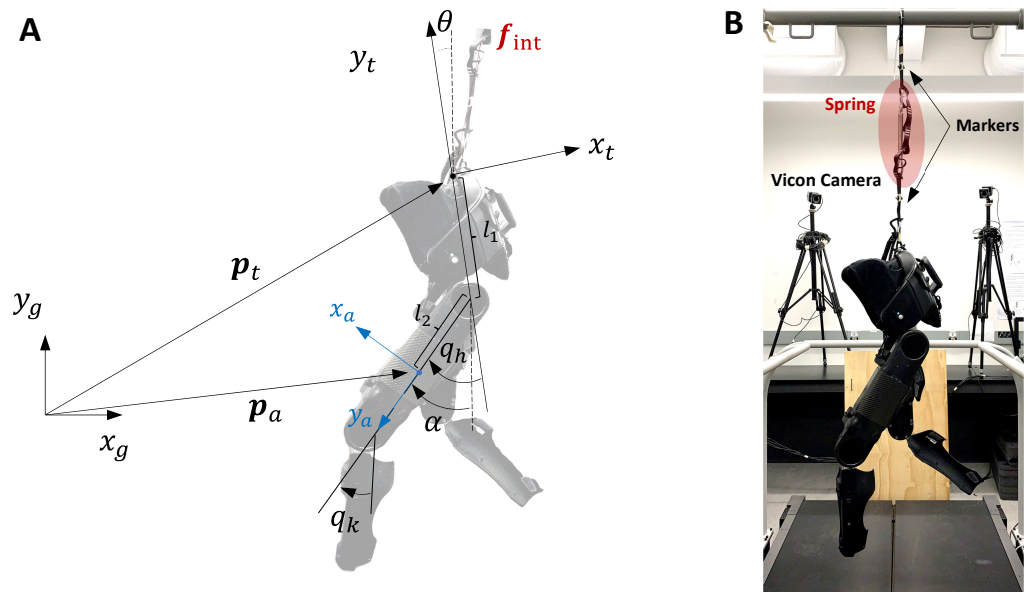 A
θ
f_int
y_t
x_t
l_1
p_t
y_g
x_a
l_2
q_h
p_a
y_a
α
x_g
q_k
B
Spring
Markers
Vicon Camera